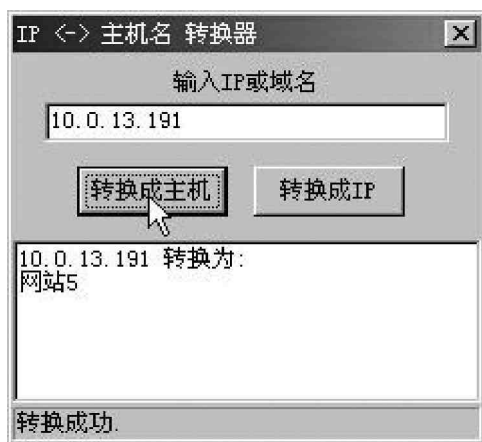 IP <-> 主机名 转换器
输入IP或域名
10.0.13.191
转换成主机 转换成IP
10.0.13.191 转换为:
网站5
转换成功.